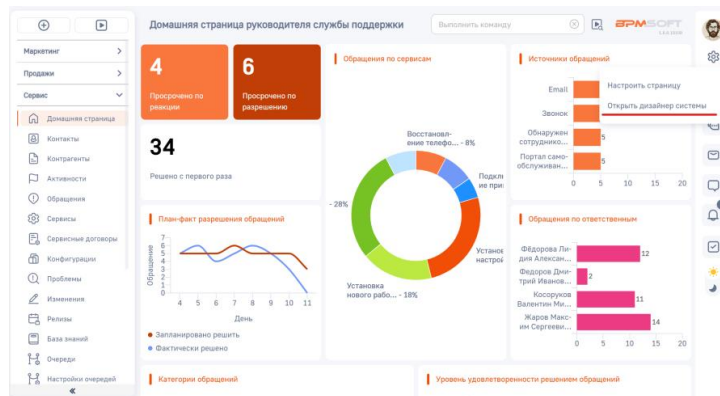 Домашняя страница руководителя службы поддержки
Выполнить команду
BPMSOFT
Маркетинг
Продажи
Сервис
Домашняя страница
Контакты
Контрагенты
Активности
Обращения
Сервисы
Сервисные договоры
Конфигурации
Проблемы
Изменения
Релизы
База знаний
Очереди
Настройки очередей
4
Просрочено по
реакции
6
Просрочено по
разрешению
34
Решено с первого раза
План-факт разрешения обращений
Обращение
7
6
5
4
3
2
1
0
4 5 6 7 8 9 10 11
День
Запланировано решить
Фактически решено
Обращения по сервисам
Восстановл-
ение телефо... - 8%
Подкл
ие при
- 28%
Установ
настрой
Установка
нового рабо... - 18%
Источники обращений
Настроить страницу
Открыть дизайнер системы
Email
Звонок
Обнаружен
сотруднико...
5
Портал само-
обслуживан...
5
0 5 10 15 20
Обращения по ответственным
Фёдорова Ли-
дия Алексан...
12
Федоров Дми-
трий Иванов...
2
Косоруков
Валентин Ми...
11
Жаров Макс-
им Сергееви...
14
0 5 10 15 20
Категории обращений
Уровень удовлетворенности решением обращений